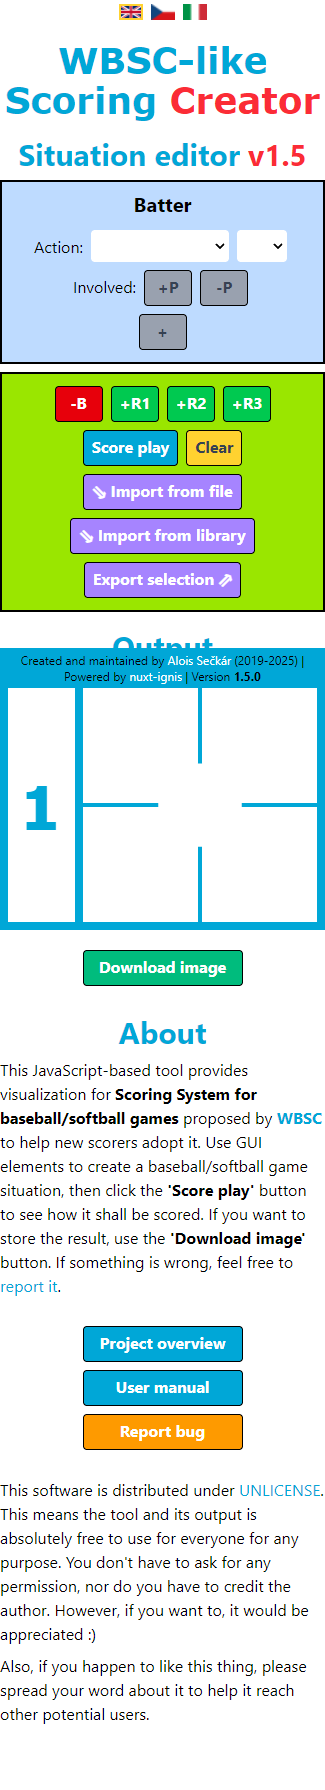 WBSC-like
Scoring Creator
Situation editor v1.5
Batter
Action:
Involved: +P -P
+
-B +R1 +R2 +R3
Score play Clear
⇘ Import from file
⇘ Import from library
Export selection ⇗
Output
Created and maintained by Alois Sečkár (2019-2025) |
Powered by nuxt-ignis | Version 1.5.0
1
Download image
About
This JavaScript-based tool provides
visualization for Scoring System for
baseball/softball games proposed by WBSC
to help new scorers adopt it. Use GUI
elements to create a baseball/softball game
situation, then click the 'Score play' button
to see how it shall be scored. If you want to
store the result, use the 'Download image'
button. If something is wrong, feel free to
report it.
Project overview
User manual
Report bug
This software is distributed under UNLICENSE.
This means the tool and its output is
absolutely free to use for everyone for any
purpose. You don't have to ask for any
permission, nor do you have to credit the
author. However, if you want to, it would be
appreciated :)
Also, if you happen to like this thing, please
spread your word about it to help it reach
other potential users.